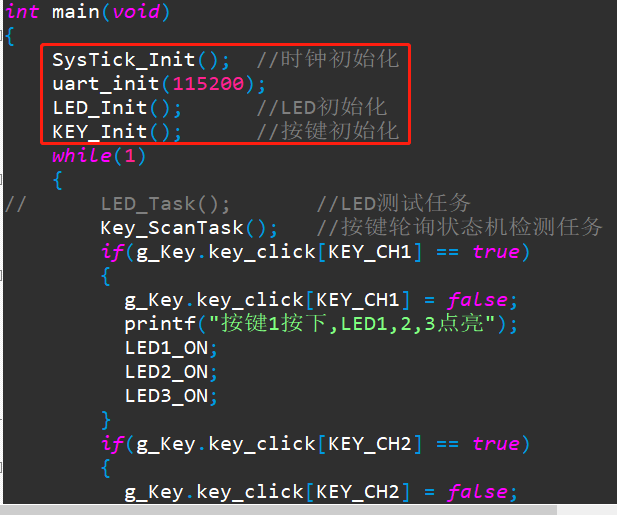 int main(void)
{
SysTick_Init(); //时钟初始化
uart_init(115200);
LED_Init(); //LED初始化
KEY_Init(); //按键初始化
while(1)
{
// LED_Task(); //LED测试任务
Key_ScanTask(); //按键轮询状态机检测任务
if(g_Key.key_click[KEY_CH1] == true)
{
g_Key.key_click[KEY_CH1] = false;
printf("按键1按下,LED1,2,3点亮");
LED1_ON;
LED2_ON;
LED3_ON;
}
if(g_Key.key_click[KEY_CH2] == true)
{
g_Key.key_click[KEY_CH2] = false;